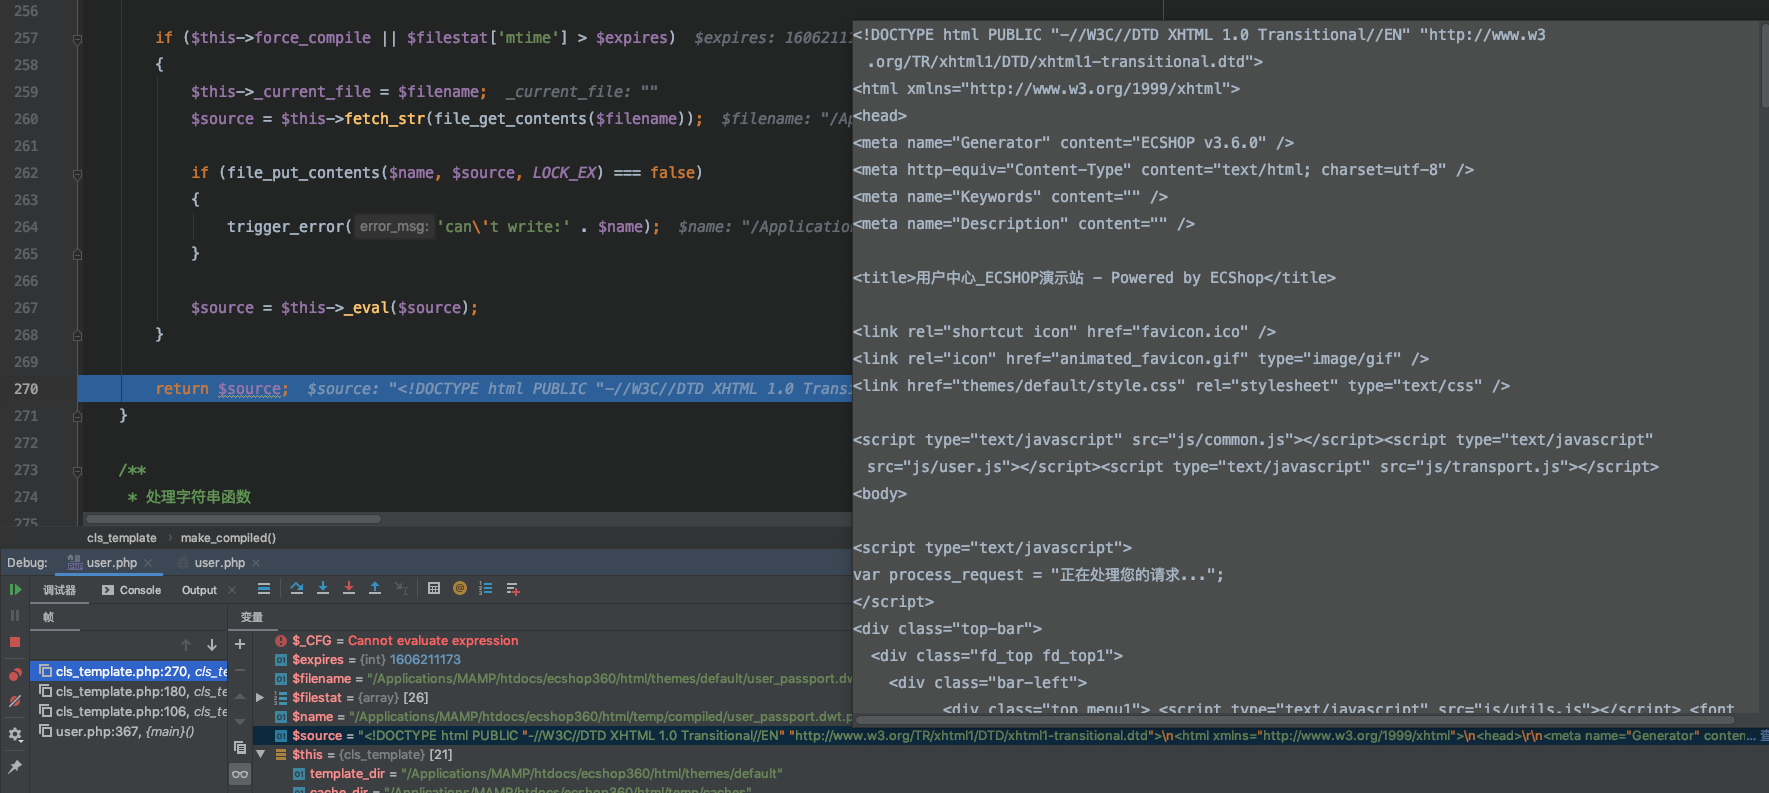 256
257 if ($this->force_compile || $filestat['mtime'] > $expires) $expires: 16062111
258 {
259 $this->_current_file = $filename; _current_file: ""
260 $source = $this->fetch_str(file_get_contents($filename)); $filename: "/Ap
261
262 if (file_put_contents($name, $source, LOCK_EX) === false)
263 {
264 trigger_error( error_msg: 'can\'t write:' . $name); $name: "/Application
265 }
266
267 $source = $this->_eval($source);
268 }
269
270 return $source; $source: "<!DOCTYPE html PUBLIC "-//W3C//DTD XHTML 1.0 Transi
271 }
272
273 /**
274 * 处理字符串函数
275
<!DOCTYPE html PUBLIC "-//W3C//DTD XHTML 1.0 Transitional//EN" "http://www.w3
.org/TR/xhtml1/DTD/xhtml1-transitional.dtd">
<html xmlns="http://www.w3.org/1999/xhtml">
<head>
<meta name="Generator" content="ECSHOP v3.6.0" />
<meta http-equiv="Content-Type" content="text/html; charset=utf-8" />
<meta name="Keywords" content="" />
<meta name="Description" content="" />
<title>用户中心_ECSHOP演示站 - Powered by ECShop</title>
<link rel="shortcut icon" href="favicon.ico" />
<link rel="icon" href="animated_favicon.gif" type="image/gif" />
<link href="themes/default/style.css" rel="stylesheet" type="text/css" />
<script type="text/javascript" src="js/common.js"></script><script type="text/javascript"
src="js/user.js"></script><script type="text/javascript" src="js/transport.js"></script>
<body>
<script type="text/javascript">
var process_request = "正在处理您的请求...";
</script>
<div class="top-bar">
<div class="fd_top fd_top1">
<div class="bar-left">
<div class="top_menu1"> <script type="text/javascript" src="js/utils.js"></script> <font
cls_template › make_compiled()
Debug: user.php × user.php ×
调试器 Console Output ×
帧 变量
cls_template.php:270, cls_te
cls_template.php:180, cls_te
cls_template.php:106, cls_te
user.php:367, {main}()
$_CFG = Cannot evaluate expression
$expires = {int} 1606211173
$filename = "/Applications/MAMP/htdocs/ecshop360/html/themes/default/user_passport.dw
$filestat = {array} [26]
$name = "/Applications/MAMP/htdocs/ecshop360/html/temp/compiled/user_passport.dwt.p
$source = "<!DOCTYPE html PUBLIC "-//W3C//DTD XHTML 1.0 Transitional//EN" "http://www.w3.org/TR/xhtml1/DTD/xhtml1-transitional.dtd">\n<html xmlns="http://www.w3.org/1999/xhtml">\n<head>\r\n<meta name="Generator" conten... 查
$this = {cls_template} [21]
template_dir = "/Applications/MAMP/htdocs/ecshop360/html/themes/default"
cache_dir = "/Applications/MAMP/htdocs/ecshop360/html/temp/caches"